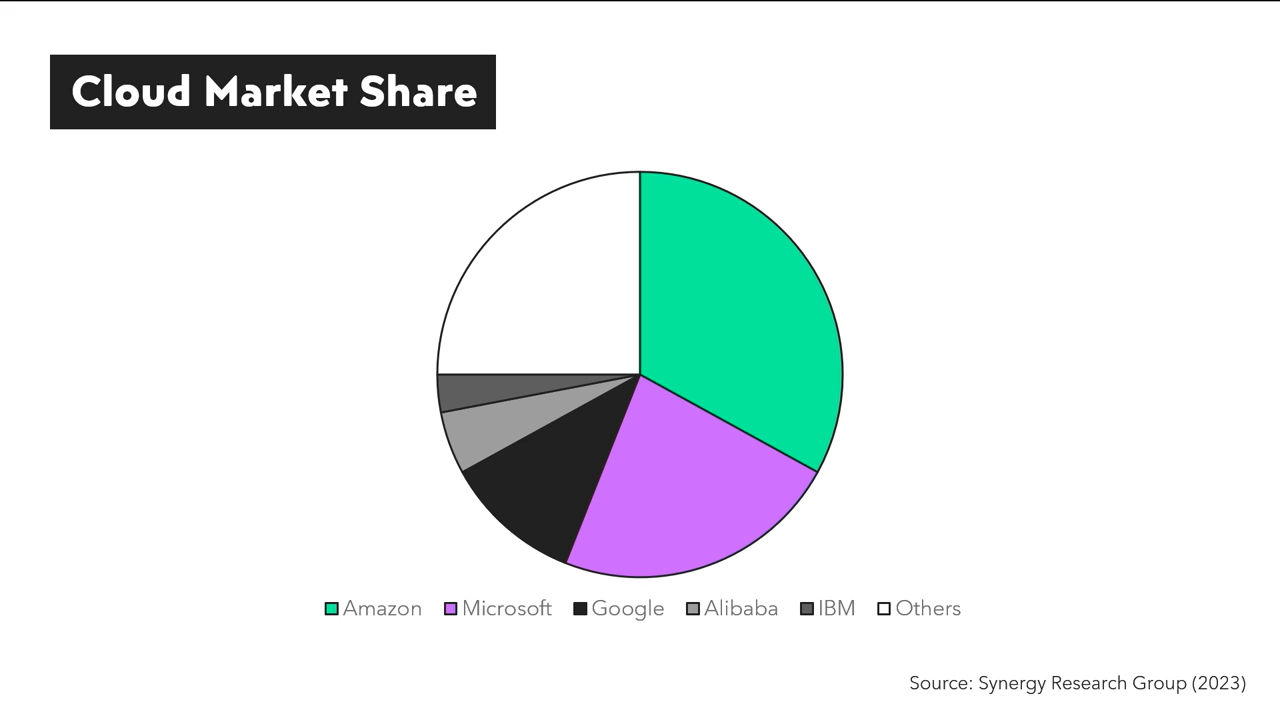 Cloud Market Share
Amazon Microsoft Google Alibaba IBM Others
Source: Synergy Research Group (2023)